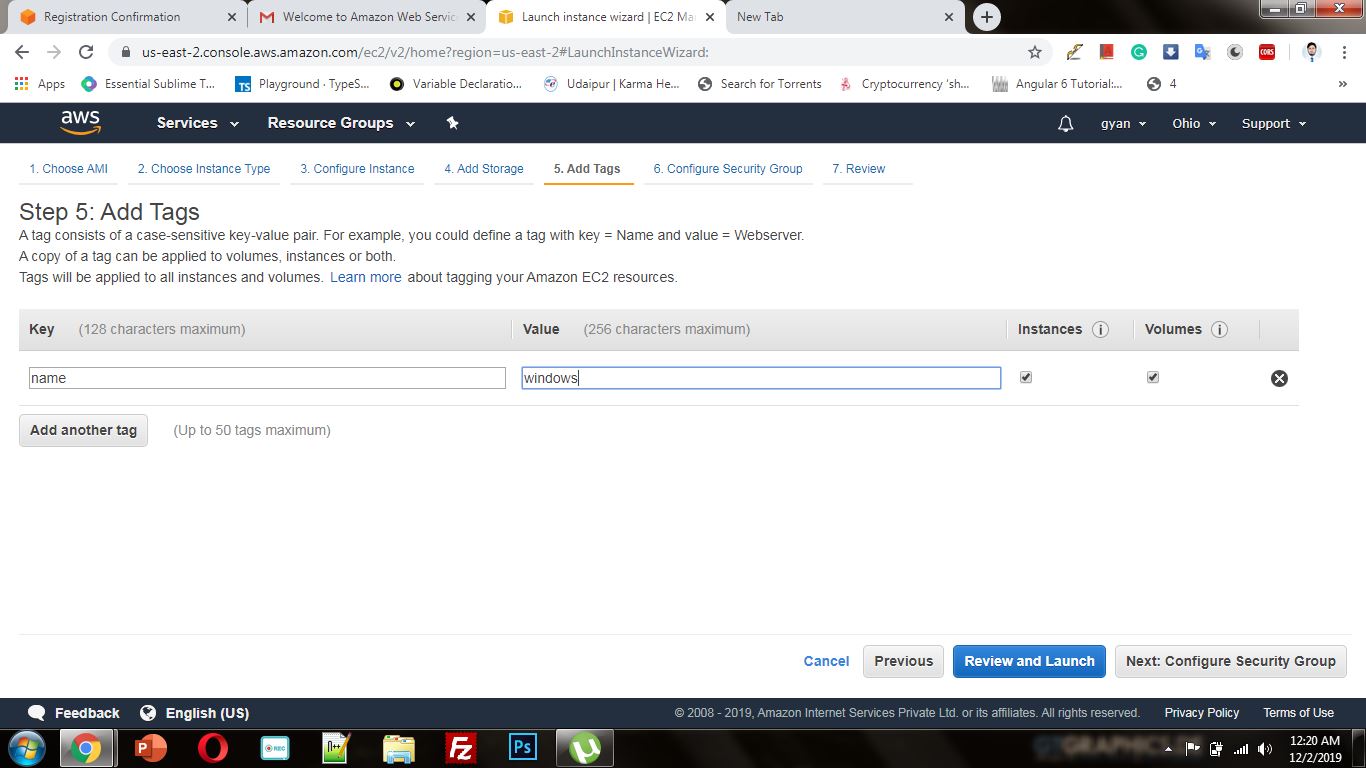 Registration Confirmation
Welcome to Amazon Web Servic
Launch instance wizard | EC2 Ma
New Tab
us-east-2.console.aws.amazon.com/ec2/v2/home?region=us-east-2#LaunchInstanceWizard:
Apps
Essential Sublime T...
TS
Playground · TypeS...
Variable Declaratio...
Udaipur | Karma He...
Search for Torrents
Cryptocurrency 'sh...
Angular 6 Tutorial:...
4
»
aws
Services
Resource Groups
gyan
Ohio
Support
1. Choose AMI
2. Choose Instance Type
3. Configure Instance
4. Add Storage
5. Add Tags
6. Configure Security Group
7. Review
Step 5: Add Tags
A tag consists of a case-sensitive key-value pair. For example, you could define a tag with key = Name and value = Webserver.
A copy of a tag can be applied to volumes, instances or both.
Tags will be applied to all instances and volumes. Learn more about tagging your Amazon EC2 resources.
Key (128 characters maximum)
Value (256 characters maximum)
Instances
Volumes
name
windows
Add another tag
(Up to 50 tags maximum)
Cancel
Previous
Review and Launch
Next: Configure Security Group
Feedback
English (US)
© 2008 - 2019, Amazon Internet Services Private Ltd. or its affiliates. All rights reserved.
Privacy Policy
Terms of Use
REC
Fz
Ps
12:20 AM
12/2/2019